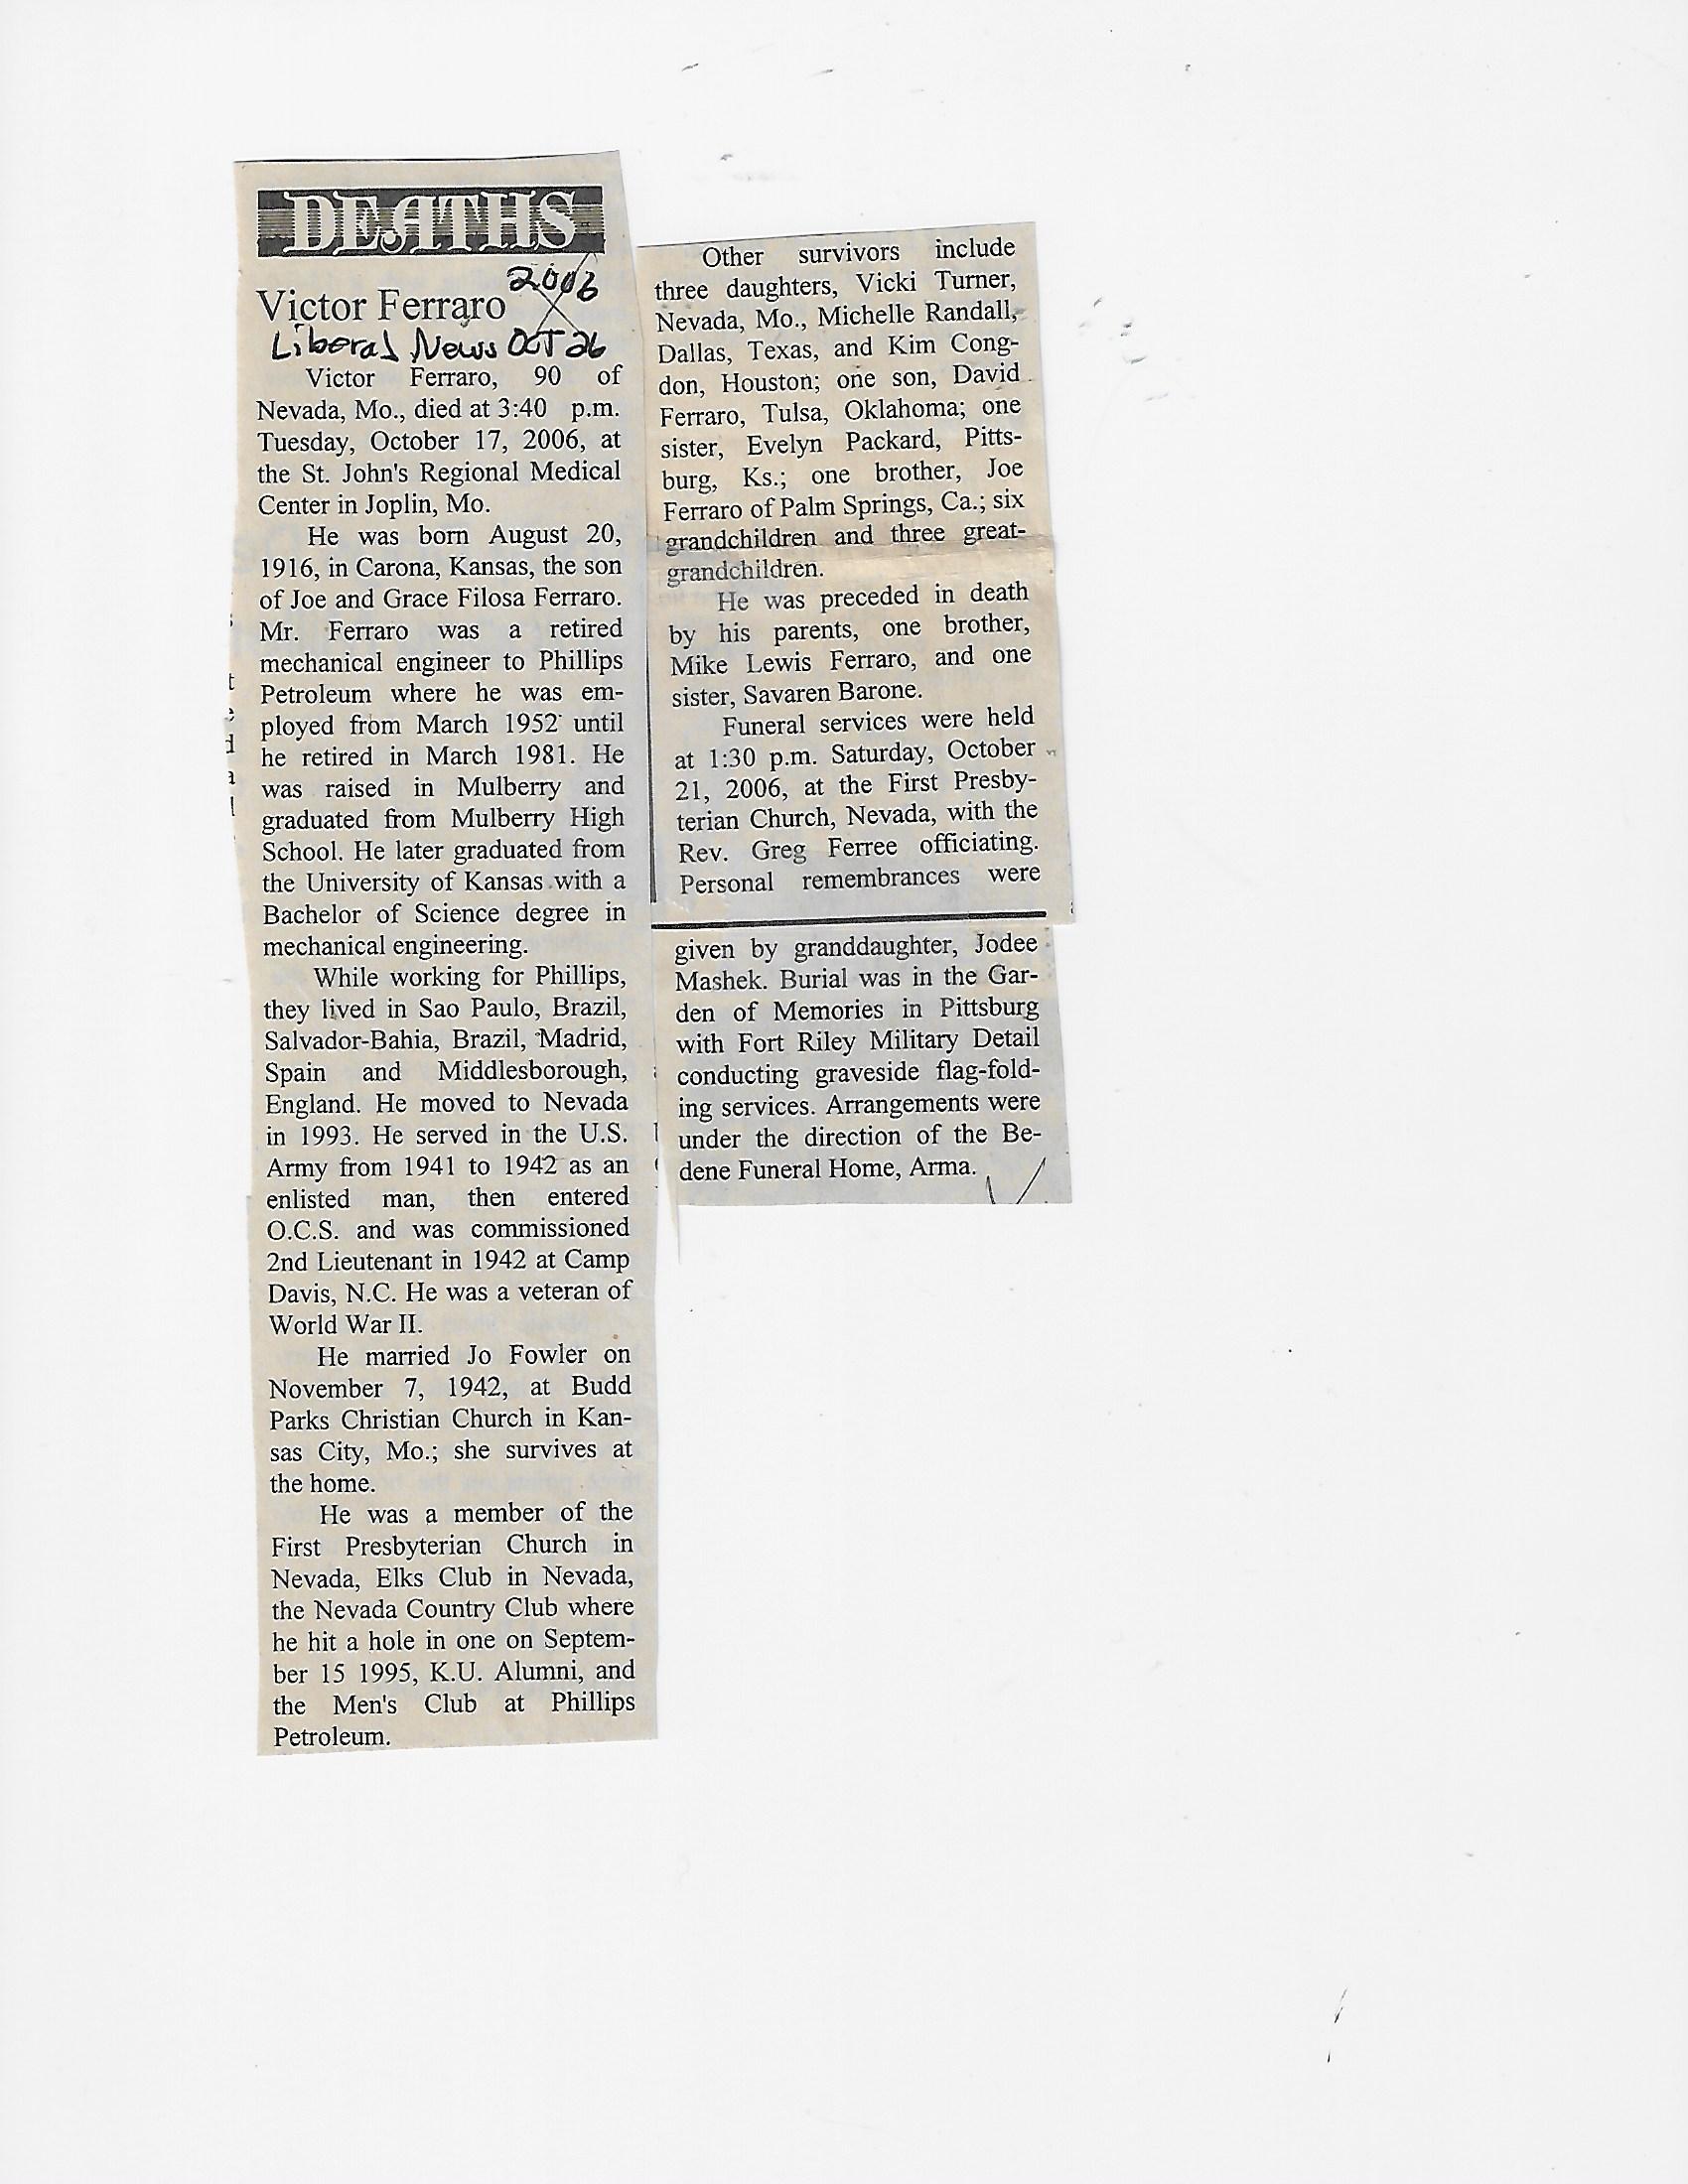 DEATHS
2006
Victor Ferraro
Liberal News OCT 26
Victor Ferraro, 90 of
Nevada, Mo., died at 3:40 p.m.
Tuesday, October 17, 2006, at
the St. John's Regional Medical
Center in Joplin, Mo.
He was born August 20,
1916, in Carona, Kansas, the son
of Joe and Grace Filosa Ferraro.
Mr. Ferraro was a retired
mechanical engineer to Phillips
Petroleum where he was em-
ployed from March 1952 until
he retired in March 1981. He
was raised in Mulberry and
graduated from Mulberry High
School. He later graduated from
the University of Kansas with a
Bachelor of Science degree in
mechanical engineering.
While working for Phillips,
they lived in Sao Paulo, Brazil,
Salvador-Bahia, Brazil, Madrid,
Spain and Middlesborough,
England. He moved to Nevada
in 1993. He served in the U.S.
Army from 1941 to 1942 as an
enlisted man, then entered
O.C.S. and was commissioned
2nd Lieutenant in 1942 at Camp
Davis, N.C. He was a veteran of
World War II.
He married Jo Fowler on
November 7, 1942, at Budd
Parks Christian Church in Kan-
sas City, Mo.; she survives at
the home.
He was a member of the
First Presbyterian Church in
Nevada, Elks Club in Nevada,
the Nevada Country Club where
he hit a hole in one on Septem-
ber 15 1995, K.U. Alumni, and
the Men's Club at Phillips
Petroleum.
Other survivors include
three daughters, Vicki Turner,
Nevada, Mo., Michelle Randall,
Dallas, Texas, and Kim Cong-
don, Houston; one son, David
Ferraro, Tulsa, Oklahoma; one
sister, Evelyn Packard, Pitts-
burg, Ks.; one brother, Joe
Ferraro of Palm Springs, Ca.; six
grandchildren and three great-
grandchildren.
He was preceded in death
by his parents, one brother,
Mike Lewis Ferraro, and one
sister, Savaren Barone.
Funeral services were held
at 1:30 p.m. Saturday, October
21, 2006, at the First Presby-
terian Church, Nevada, with the
Rev. Greg Ferree officiating.
Personal remembrances were
given by granddaughter, Jodee
Mashek. Burial was in the Gar-
den of Memories in Pittsburg
with Fort Riley Military Detail
conducting graveside flag-fold-
ing services. Arrangements were
under the direction of the Be-
dene Funeral Home, Arma.